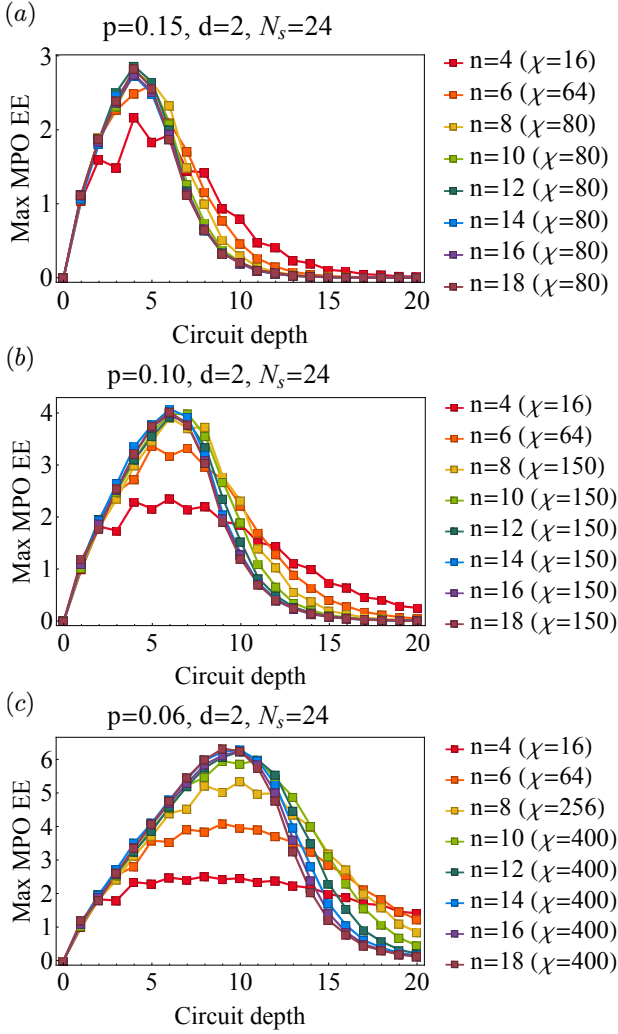 (a)
p=0.15, d=2, N_s=24
Max MPO EE
3
2
1
0
0 5 10 15 20
Circuit depth
n=4 (χ=16)
n=6 (χ=64)
n=8 (χ=80)
n=10 (χ=80)
n=12 (χ=80)
n=14 (χ=80)
n=16 (χ=80)
n=18 (χ=80)
(b)
p=0.10, d=2, N_s=24
Max MPO EE
4
3
2
1
0
0 5 10 15 20
Circuit depth
n=4 (χ=16)
n=6 (χ=64)
n=8 (χ=150)
n=10 (χ=150)
n=12 (χ=150)
n=14 (χ=150)
n=16 (χ=150)
n=18 (χ=150)
(c)
p=0.06, d=2, N_s=24
Max MPO EE
6
5
4
3
2
1
0
0 5 10 15 20
Circuit depth
n=4 (χ=16)
n=6 (χ=64)
n=8 (χ=256)
n=10 (χ=400)
n=12 (χ=400)
n=14 (χ=400)
n=16 (χ=400)
n=18 (χ=400)